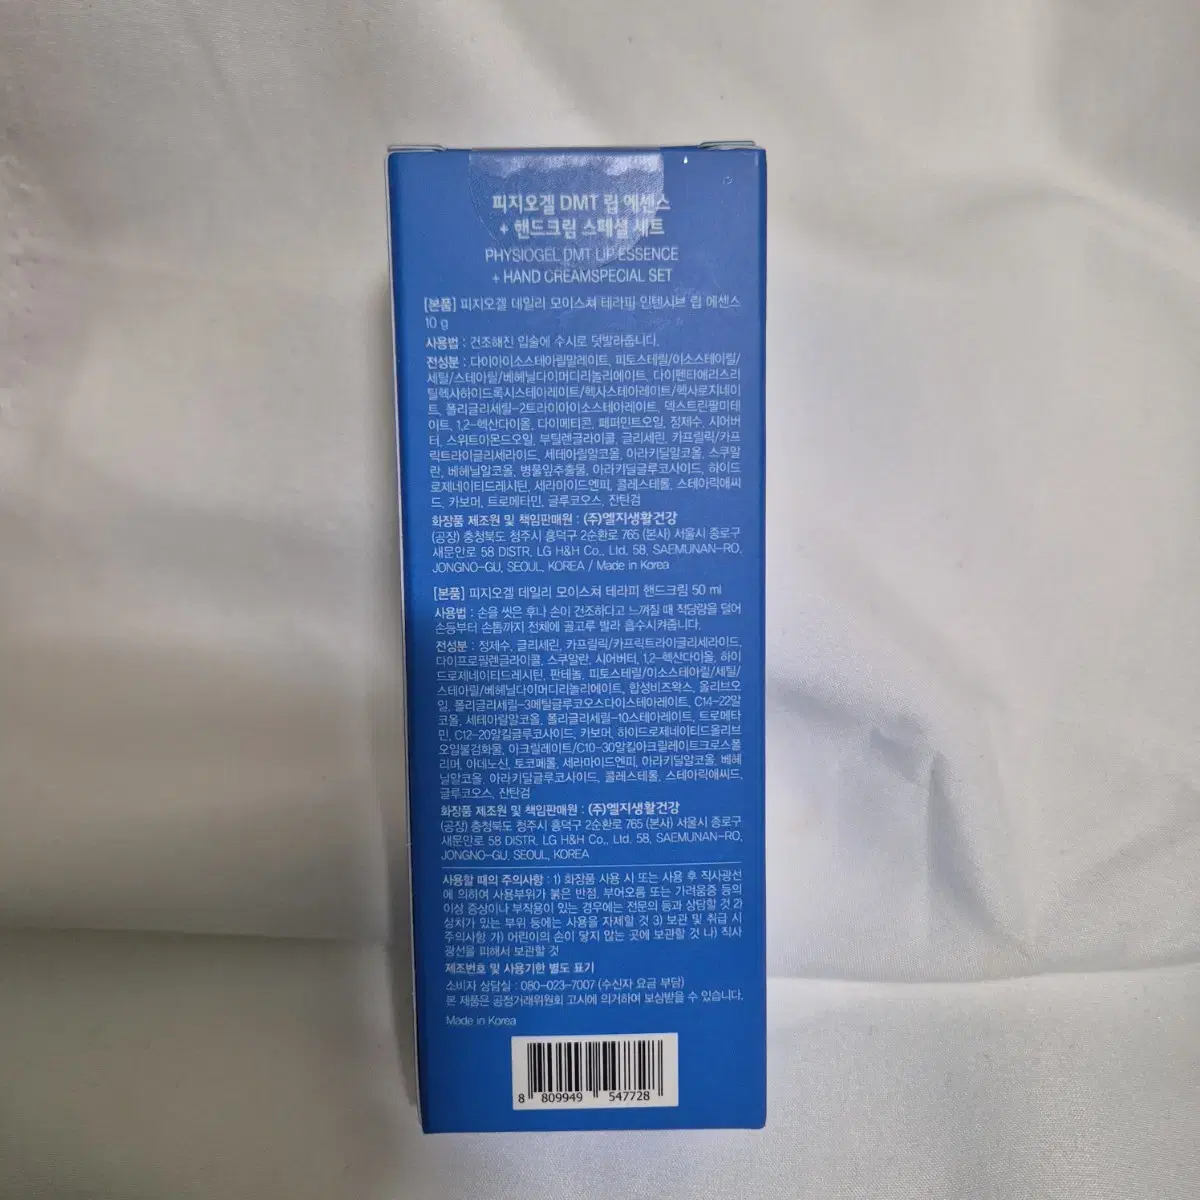 피지오겔 DMT 립 에센스
+ 핸드크림 스페셜 세트
PHYSIOGEL DMT LIP ESSENCE
+ HAND CREAMSPECIAL SET
[본품] 피지오겔 데일리 모이스쳐 테라피 인텐시브 립 에센스
10 g
사용법 : 건조해진 입술에 수시로 덧발라줍니다.
전성분 : 다이아이소스테아릴말레이트, 피토스테릴/이소스테아릴/
세틸/스테아릴/베헤닐다이머디리놀리에이트, 다이펜타에리스리
틸헥사하이드록시스테아레이트/헥사스테아레이트/헥사로지네이
트, 폴리글리세릴-2트라이아이소스테아레이트, 덱스트린팔미테
이트, 1,2-헥산다이올, 다이메티콘, 페퍼민트오일, 정제수, 시어버
터, 스위트아몬드오일, 부틸렌글라이콜, 글리세린, 카프릴릭/카프
릭트라이글리세라이드, 세테아릴알코올, 아라키딜알코올, 스쿠알
란, 베헤닐알코올, 병풀잎추출물, 아라키딜글루코사이드, 하이드
로제네이티드레시틴, 세라마이드엔피, 콜레스테롤, 스테아릭애씨
드, 카보머, 트로메타민, 글루코오스, 잔탄검
화장품 제조원 및 책임판매원 : (주)엘지생활건강
(공장) 충청북도 청주시 흥덕구 2순환로 765 (본사) 서울시 종로구
새문안로 58 DISTR. LG H&H Co., Ltd. 58, SAEMUNAN-RO,
JONGNO-GU, SEOUL, KOREA / Made in Korea
[본품] 피지오겔 데일리 모이스쳐 테라피 핸드크림 50 ml
사용법 : 손을 씻은 후나 손이 건조하다고 느껴질 때 적당량을 덜어
손등부터 손톱까지 전체에 골고루 발라 흡수시켜줍니다.
전성분 : 정제수, 글리세린, 카프릴릭/카프릭트라이글리세라이드,
다이프로필렌글라이콜, 스쿠알란, 시어버터, 1,2-헥산다이올, 하이
드로제네이티드레시틴, 판테놀, 피토스테릴/이소스테아릴/세틸/
스테아릴/베헤닐다이머디리놀리에이트, 합성비즈왁스, 올리브오
일, 폴리글리세릴-3메틸글루코오스다이스테아레이트, C14-22알
코올, 세테아릴알코올, 폴리글리세릴-10스테아레이트, 트로메타
민, C12-20알킬글루코사이드, 카보머, 하이드로제네이티드올리브
오일불검화물, 아크릴레이트/C10-30알킬아크릴레이트크로스폴
리머, 아데노신, 토코페롤, 세라마이드엔피, 아라키딜알코올, 베헤
닐알코올, 아라키딜글루코사이드, 콜레스테롤, 스테아릭애씨드,
글루코오스, 잔탄검
화장품 제조원 및 책임판매원 : (주)엘지생활건강
(공장) 충청북도 청주시 흥덕구 2순환로 765 (본사) 서울시 종로구
새문안로 58 DISTR. LG H&H Co., Ltd. 58, SAEMUNAN-RO,
JONGNO-GU, SEOUL, KOREA
사용할 때의 주의사항 : 1) 화장품 사용 시 또는 사용 후 직사광선
에 의하여 사용부위가 붉은 반점, 부어오름 또는 가려움증 등의
이상 증상이나 부작용이 있는 경우에는 전문의 등과 상담할 것 2)
상처가 있는 부위 등에는 사용을 자제할 것 3) 보관 및 취급 시
주의사항 가) 어린이의 손이 닿지 않는 곳에 보관할 것 나) 직사
광선을 피해서 보관할 것
제조번호 및 사용기한 별도 표기
소비자 상담실 : 080-023-7007 (수신자 요금 부담)
본 제품은 공정거래위원회 고시에 의거하여 보상받을 수 있습니다.
Made in Korea
8 809949 547728